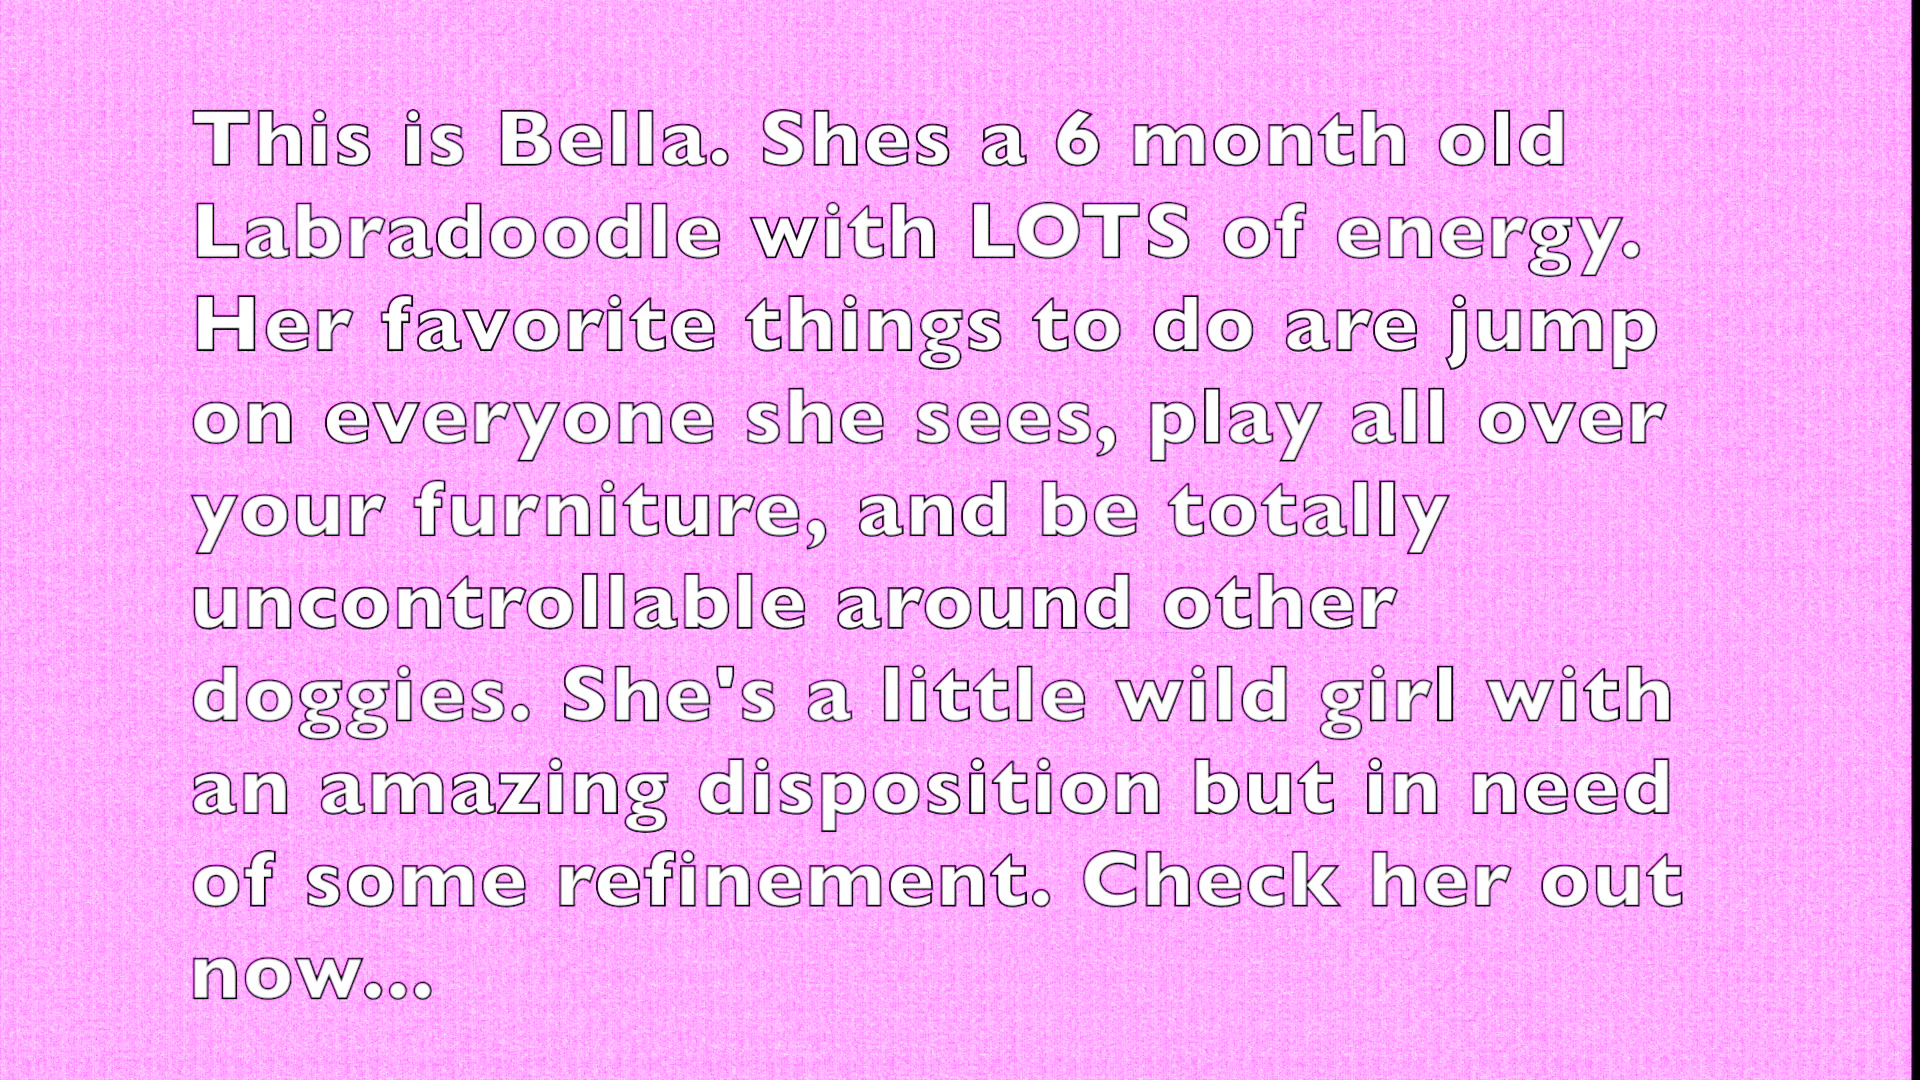 This is Bella. Shes a 6 month old
Labradoodle with LOTS of energy.
Her favorite things to do are jump
on everyone she sees, play all over
your furniture, and be totally
uncontrollable around other
doggies. She's a little wild girl with
an amazing disposition but in need
of some refinement. Check her out
now...